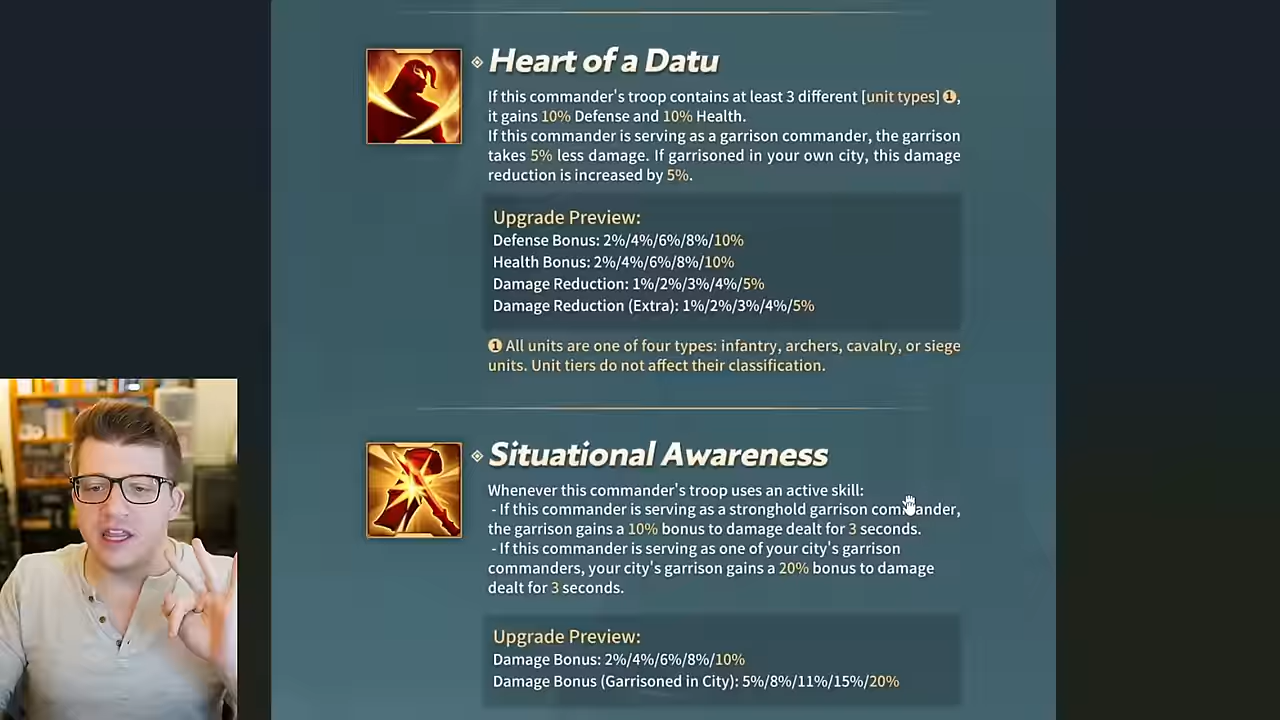 Heart of a Datu
If this commander's troop contains at least 3 different [unit types] ❶,
it gains 10% Defense and 10% Health.
If this commander is serving as a garrison commander, the garrison
takes 5% less damage. If garrisoned in your own city, this damage
reduction is increased by 5%.
Upgrade Preview:
Defense Bonus: 2%/4%/6%/8%/10%
Health Bonus: 2%/4%/6%/8%/10%
Damage Reduction: 1%/2%/3%/4%/5%
Damage Reduction (Extra): 1%/2%/3%/4%/5%
❶ All units are one of four types: infantry, archers, cavalry, or siege
units. Unit tiers do not affect their classification.
Situational Awareness
Whenever this commander's troop uses an active skill:
- If this commander is serving as a stronghold garrison commander,
the garrison gains a 10% bonus to damage dealt for 3 seconds.
- If this commander is serving as one of your city's garrison
commanders, your city's garrison gains a 20% bonus to damage
dealt for 3 seconds.
Upgrade Preview:
Damage Bonus: 2%/4%/6%/8%/10%
Damage Bonus (Garrisoned in City): 5%/8%/11%/15%/20%